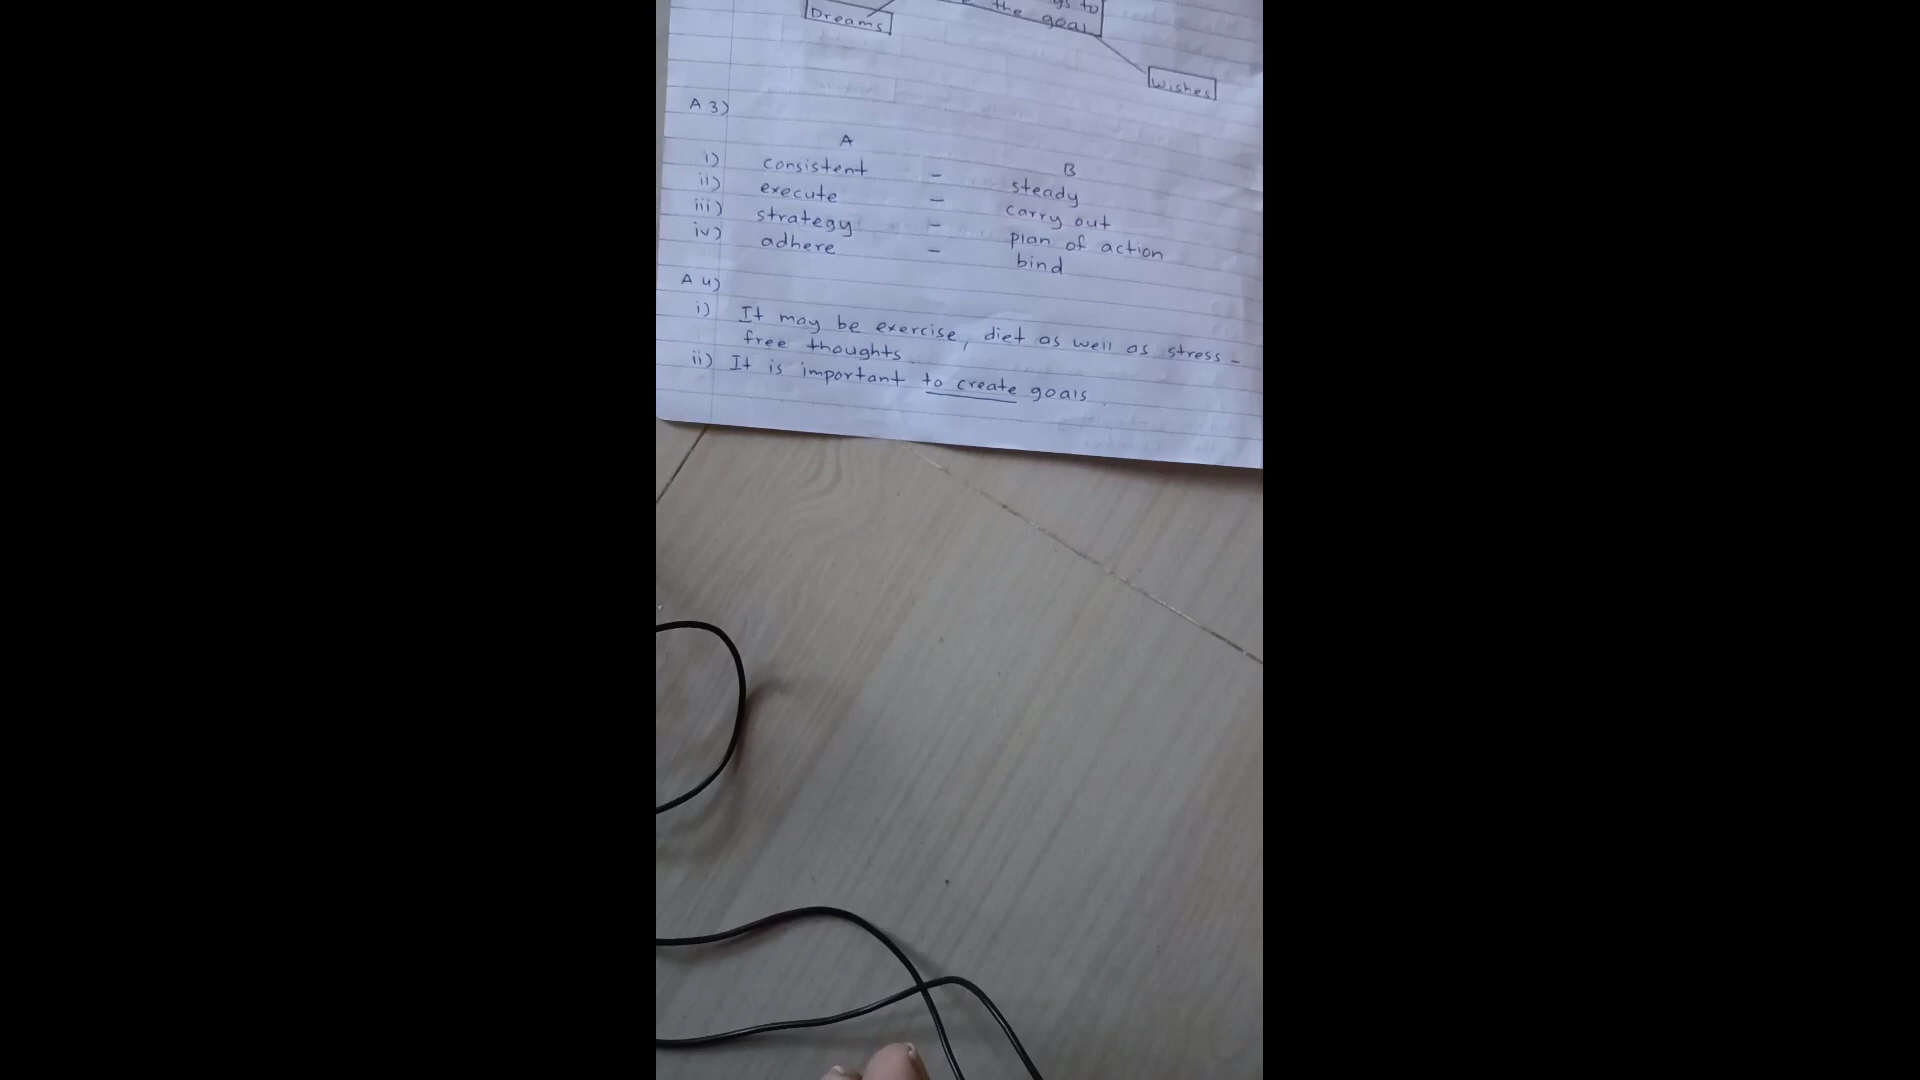 to
the goal
Dreams
Wishes
A 3)
A B
i) consistent - steady
ii) execute - carry out
iii) strategy - plan of action
iv) adhere - bind
A 4)
i) It may be exercise, diet as well as stress -
free thoughts
ii) It is important to create goals.